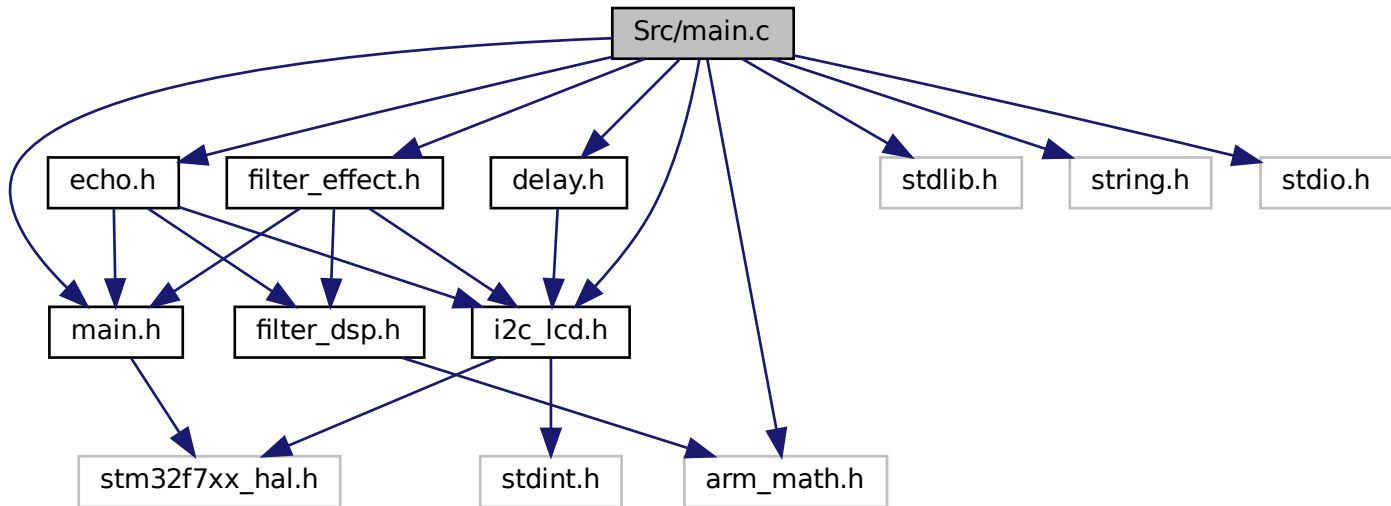 Src/main.c
echo.h
filter_effect.h
delay.h
stdlib.h
string.h
stdio.h
main.h
filter_dsp.h
i2c_lcd.h
stm32f7xx_hal.h
stdint.h
arm_math.h